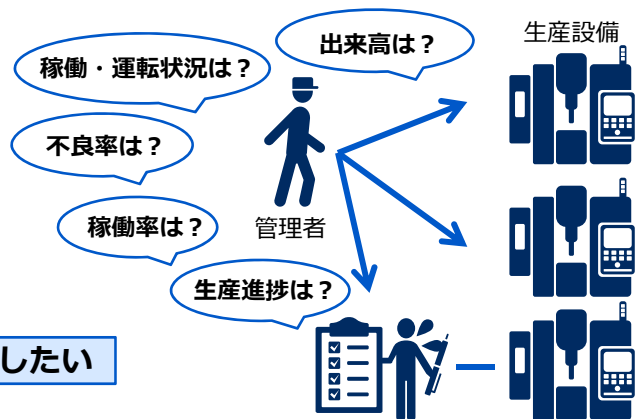 出来高は？
生産設備
稼働・運転状況は？
不良率は？
稼働率は？
管理者
生産進捗は？
したい